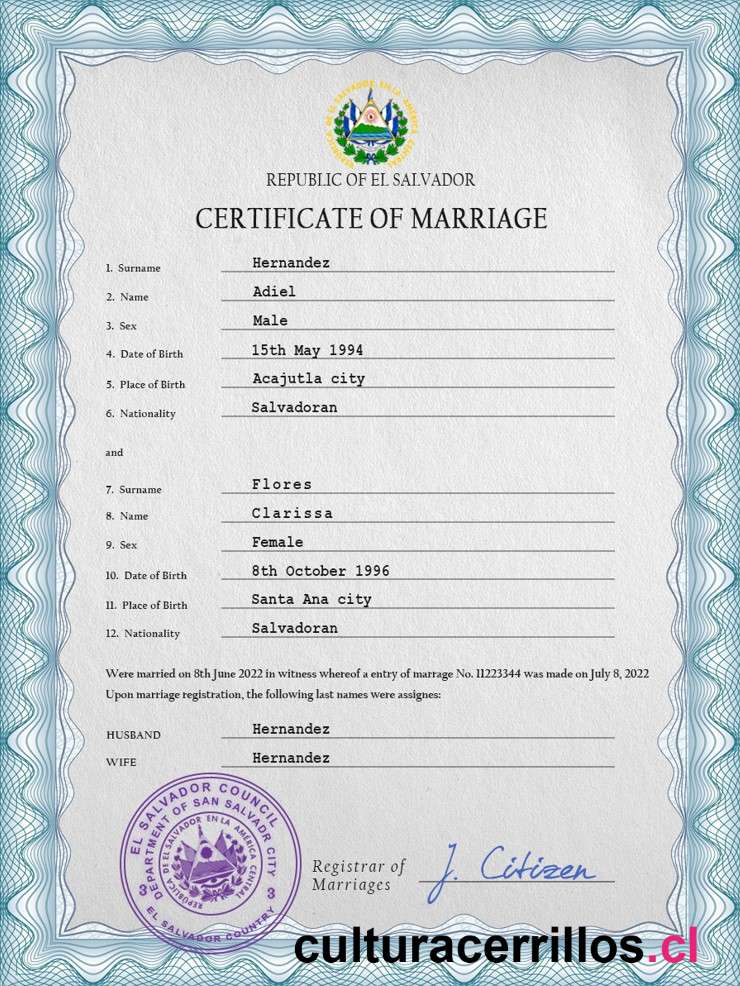 REPÚBLICA DE EL SALVADOR EN LA AMÉRICA CENTRAL
REPUBLIC OF EL SALVADOR
CERTIFICATE OF MARRIAGE
1. Surname Hernandez
2. Name Adiel
3. Sex Male
4. Date of Birth 15th May 1994
5. Place of Birth Acajutla city
6. Nationality Salvadoran
and
7. Surname Flores
8. Name Clarissa
9. Sex Female
10. Date of Birth 8th October 1996
11. Place of Birth Santa Ana city
12. Nationality Salvadoran
Were married on 8th June 2022 in witness whereof a entry of marrage No. 11223344 was made on July 8, 2022
Upon marriage registration, the following last names were assignes:
HUSBAND Hernandez
WIFE Hernandez
EL SALVADOR COUNCIL
DEPARTMENT OF SAN SALVADR CITY
REPÚBLICA DE EL SALVADOR EN LA AMÉRICA CENTRAL
3 3
EL SALVADOR COUNTRY
Registrar of
Marriages
J. Citizen
culturacerrillos.cl